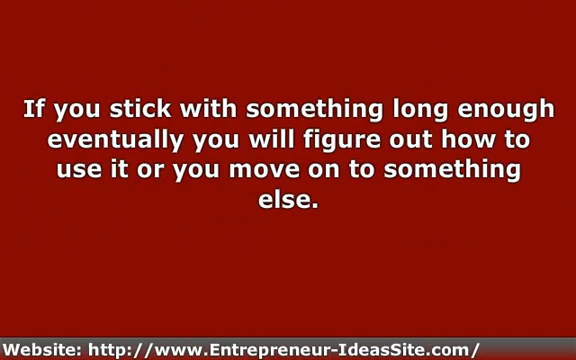 If you stick with something long enough
eventually you will figure out how to
use it or you move on to something
else.
Website: http://www.Entrepreneur-IdeasSite.com/